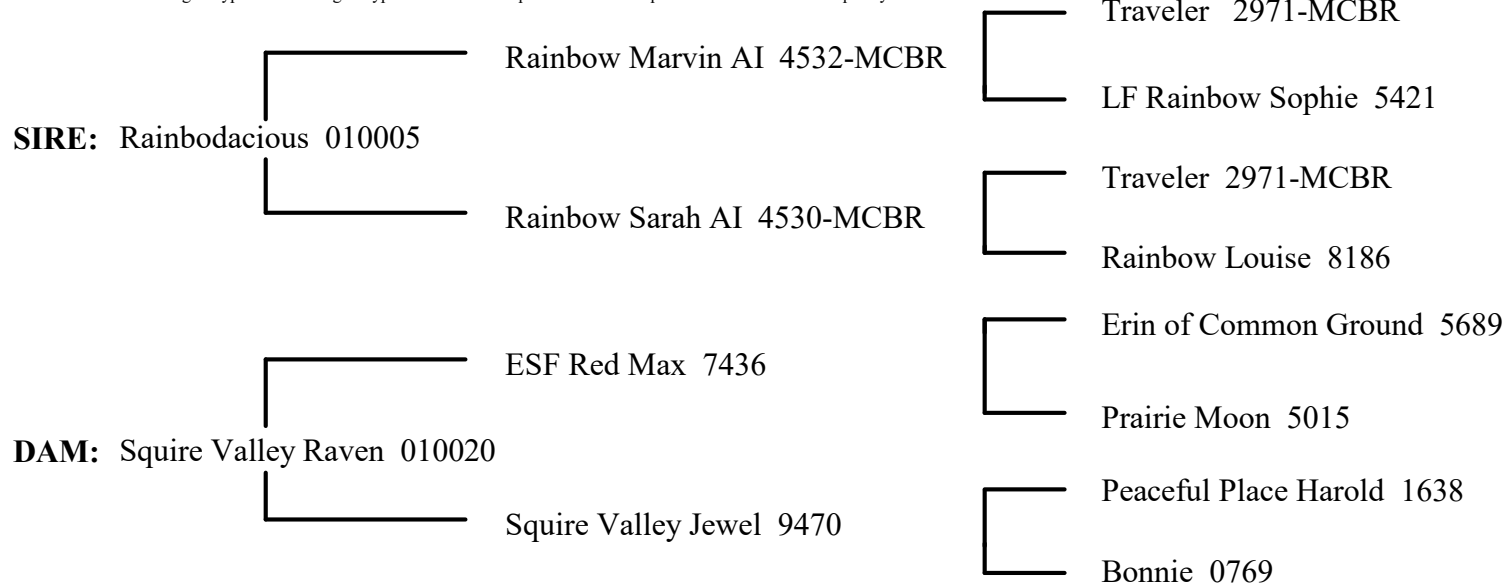 Traveler 2971-MCBR
Rainbow Marvin AI 4532-MCBR
LF Rainbow Sophie 5421
SIRE: Rainbodacious 010005
Traveler 2971-MCBR
Rainbow Sarah AI 4530-MCBR
Rainbow Louise 8186
Erin of Common Ground 5689
ESF Red Max 7436
Prairie Moon 5015
DAM: Squire Valley Raven 010020
Peaceful Place Harold 1638
Squire Valley Jewel 9470
Bonnie 0769